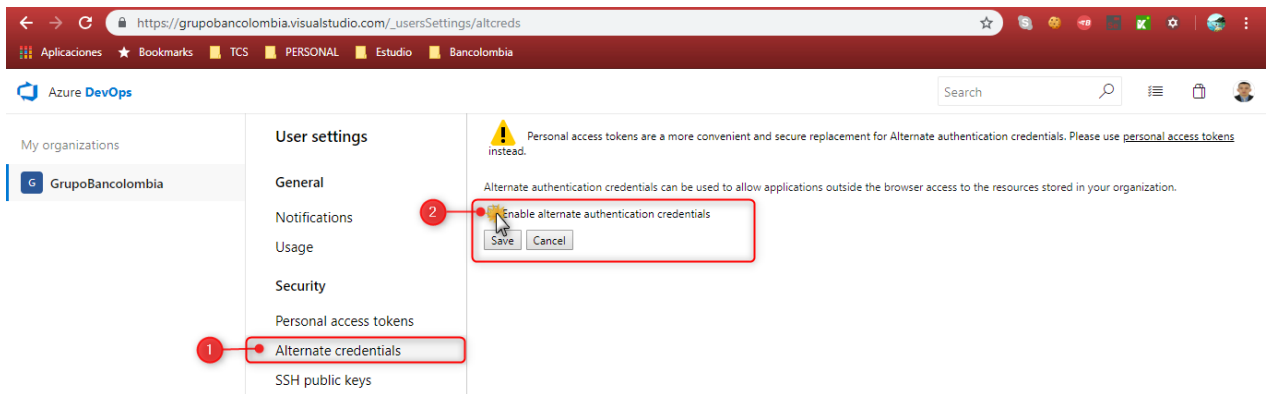 https://grupobancolombia.visualstudio.com/_usersSettings/altcreds
Aplicaciones Bookmarks TCS PERSONAL Estudio Bancolombia
Azure DevOps
Search
My organizations
G GrupoBancolombia
User settings
General
Notifications
Usage
Security
Personal access tokens
1
Alternate credentials
SSH public keys
Personal access tokens are a more convenient and secure replacement for Alternate authentication credentials. Please use personal access tokens
instead.
Alternate authentication credentials can be used to allow applications outside the browser access to the resources stored in your organization.
2
Enable alternate authentication credentials
Save Cancel